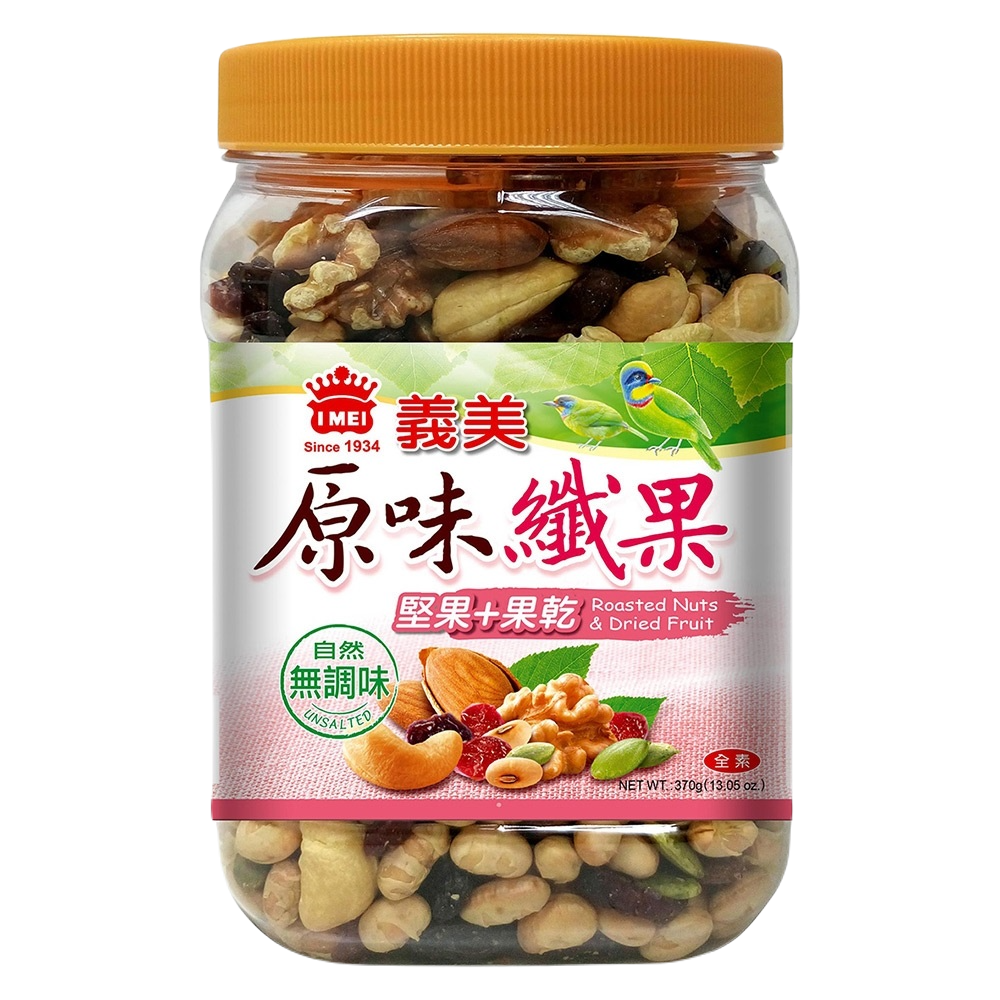 I MEI
Since 1934
義美
原味纖果
堅果+果乾
Roasted Nuts
& Dried Fruit
自然
無調味
UNSALTED
全素
NET WT.:370g(13.05 oz.)